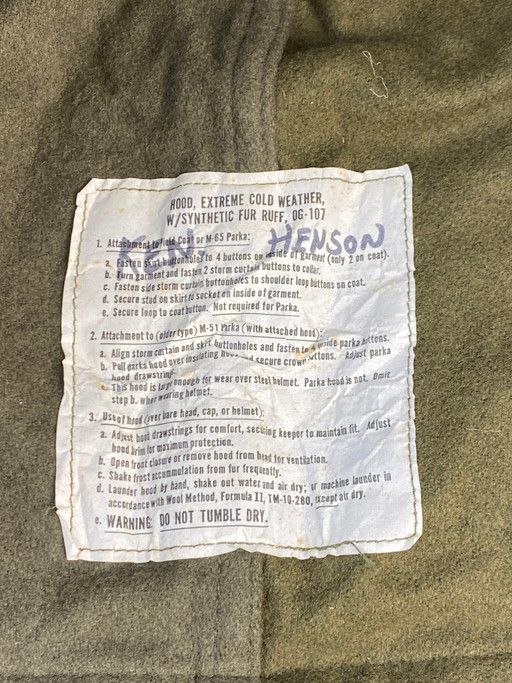 HOOD, EXTREME COLD WEATHER,
W/SYNTHETIC FUR RUFF, OG-107
KEN HENSON
1. Attachment to Field Coat or M-65 Parka:
a. Fasten skirt buttonholes to 4 buttons on inside of garment (only 2 on coat).
b. Turn garment and fasten 2 storm curtain buttons to collar.
c. Fasten side storm curtain buttonholes to shoulder loop buttons on coat.
d. Secure stud on skirt to socket on inside of garment.
e. Secure loop to coat button. Not required for Parka.
2. Attachment to (older type) M-51 Parka (with attached hood):
a. Align storm curtain and skirt buttonholes and fasten to 4 inside parka buttons.
b. Pull parka hood over insulating hood and secure crown buttons. Adjust parka
hood drawstring.
c. This hood is large enough for wear over steel helmet. Parka hood is not. Omit
step b. when wearing helmet.
3. Use of hood (over bare head, cap, or helmet):
a. Adjust hood drawstrings for comfort, securing keeper to maintain fit. Adjust
hood brim for maximum protection.
b. Open front closure or remove hood from head for ventilation.
c. Shake frost accumulation from fur frequently.
d. Launder hood by hand, shake out water and air dry; or machine launder in
accordance with Wool Method, Formula II, TM-10-280, except air dry.
e. WARNING: DO NOT TUMBLE DRY.